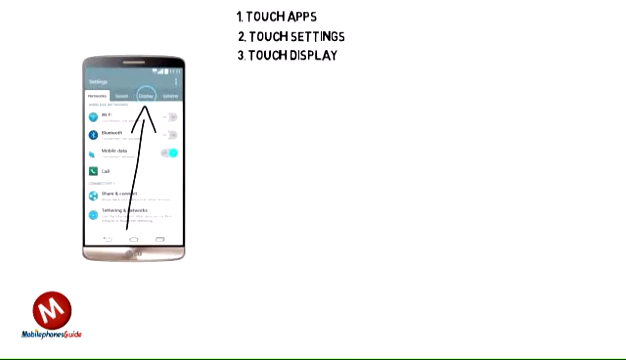 1. TOUCH APPS
2. TOUCH SETTINGS
3. TOUCH DISPLAY
Settings
Networks Sound Display General
WIRELESS NETWORKS
Wi-Fi
Bluetooth
Mobile data
Call
CONNECTIVITY
Share & connect
Tethering & networks
LG
M
MobilephonesGuide